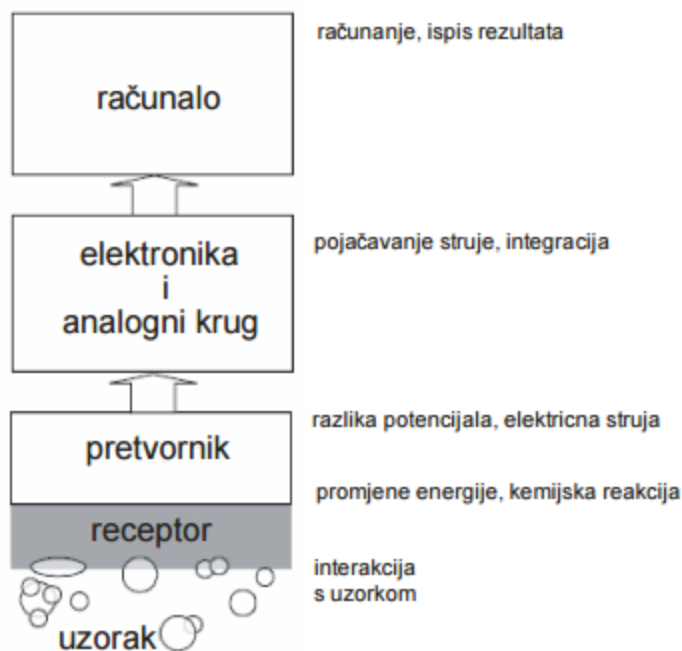 računanje, ispis rezultata
računalo
elektronika
i
analogni krug
pojačavanje struje, integracija
razlika potencijala, elektricna struja
pretvornik
promjene energije, kemijska reakcija
receptor
interakcija
s uzorkom
uzorak